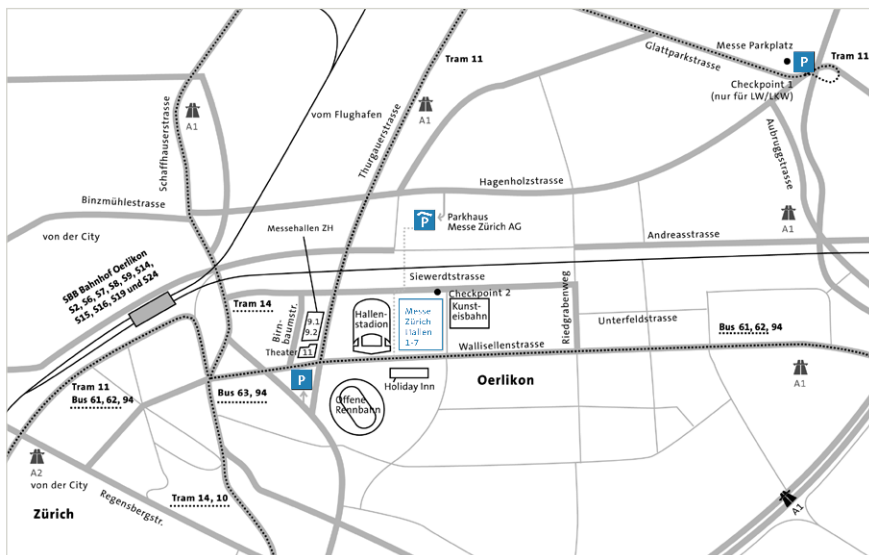 Tram 11
Glattparkstrasse
Messe Parkplatz
P
Tram 11
Checkpoint 1
(nur für LW/LKW)
A1
Schaffhauserstrasse
vom Flughafen
Thurgauerstrasse
A1
Aubruggstrasse
Binzmühlestrasse
Hagenholzstrasse
A1
von der City
Messehallen ZH
P
Parkhaus
Messe Zürich AG
Andreasstrasse
SBB Bahnhof Oerlikon
S2, S6, S7, S8, S9, S14,
S15, S16, S19 und S24
Siewerdtstrasse
Tram 14
Birn-
baumstr.
9.1
9.2
Theater
11
Hallen-
stadion
Messe
Zürich
Hallen
1-7
Checkpoint 2
Kunst-
eisbahn
Riedgrabenweg
Unterfeldstrasse
Bus 61, 62, 94
Wallisellenstrasse
A1
Tram 11
Bus 61, 62, 94
Bus 63, 94
P
Offene
Rennbahn
Holiday Inn
Oerlikon
A2
von der City
Regensbergstr.
Tram 14, 10
Zürich
A1